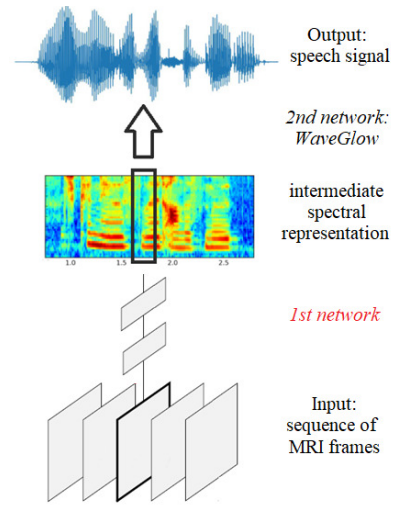 Output:
speech signal
2nd network:
WaveGlow
intermediate
spectral
representation
1.0 1.5 2.0 2.5
1st network
Input:
sequence of
MRI frames